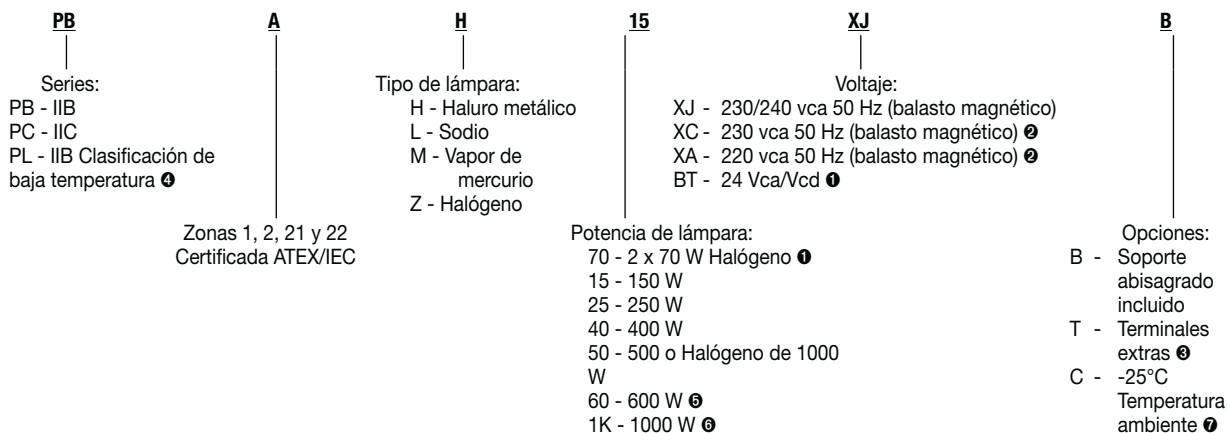 PB A H 15 XJ B
Series:
PB - IIB
PC - IIC
PL - IIB Clasificación de
baja temperatura ❹
Zonas 1, 2, 21 y 22
Certificada ATEX/IEC
Tipo de lámpara:
H - Haluro metálico
L - Sodio
M - Vapor de
mercurio
Z - Halógeno
Potencia de lámpara:
70 - 2 x 70 W Halógeno ❶
15 - 150 W
25 - 250 W
40 - 400 W
50 - 500 o Halógeno de 1000
W
60 - 600 W ❺
1K - 1000 W ❻
Voltaje:
XJ - 230/240 vca 50 Hz (balasto magnético)
XC - 230 vca 50 Hz (balasto magnético) ❷
XA - 220 vca 50 Hz (balasto magnético) ❷
BT - 24 Vca/Vcd ❶
Opciones:
B - Soporte
abisagrado
incluido
T - Terminales
extras ❸
C - -25°C
Temperatura
ambiente ❼